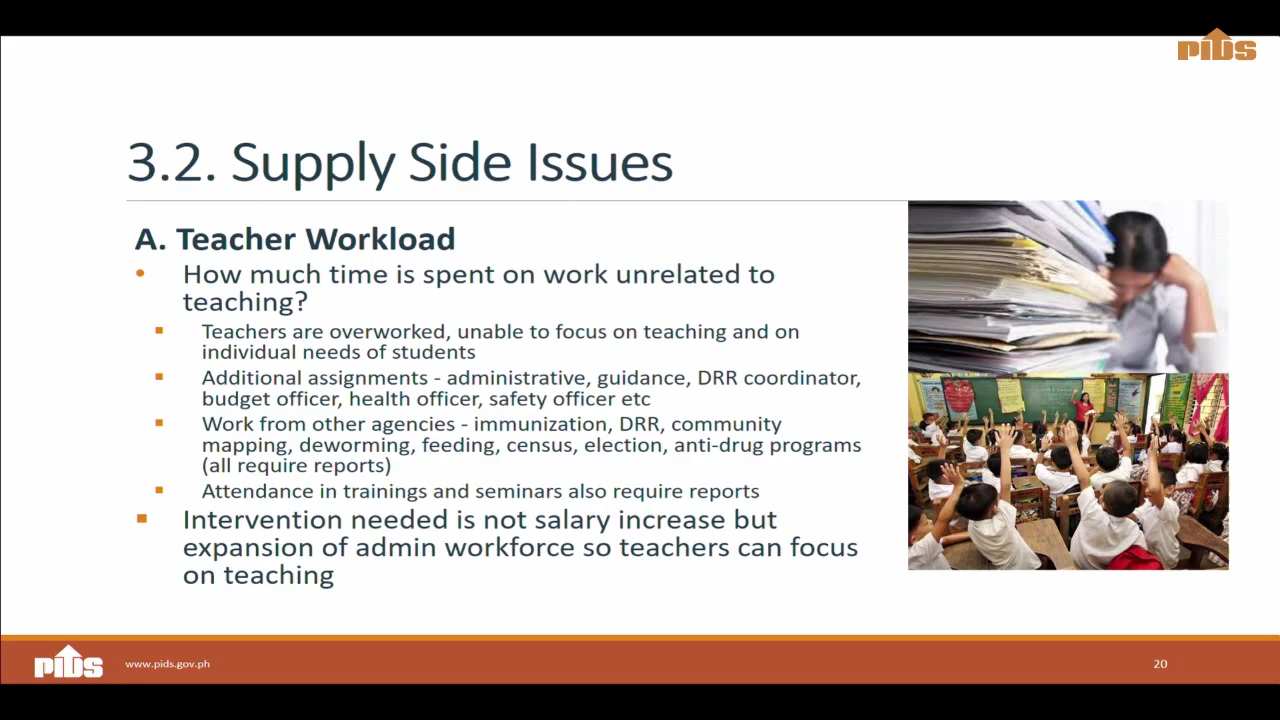 PIDS
3.2. Supply Side Issues
A. Teacher Workload
• How much time is spent on work unrelated to
teaching?
▪ Teachers are overworked, unable to focus on teaching and on
individual needs of students
▪ Additional assignments - administrative, guidance, DRR coordinator,
budget officer, health officer, safety officer etc
▪ Work from other agencies - immunization, DRR, community
mapping, deworming, feeding, census, election, anti-drug programs
(all require reports)
▪ Attendance in trainings and seminars also require reports
▪ Intervention needed is not salary increase but
expansion of admin workforce so teachers can focus
on teaching
PIDS
www.pids.gov.ph
20